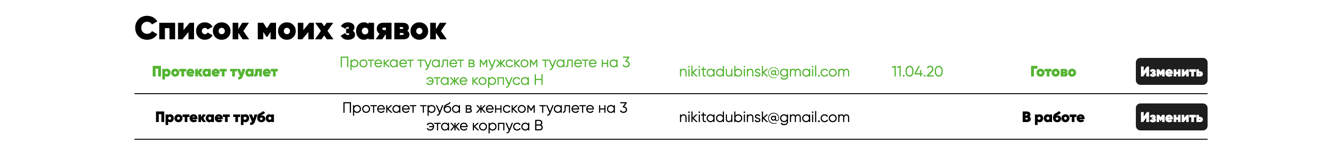 Список моих заявок
Протекает туалет
Протекает туалет в мужском туалете на 3
этаже корпуса Н
nikitadubinsk@gmail.com
11.04.20
Готово
Изменить
Протекает труба
Протекает труба в женском туалете на 3
этаже корпуса В
nikitadubinsk@gmail.com
В работе
Изменить